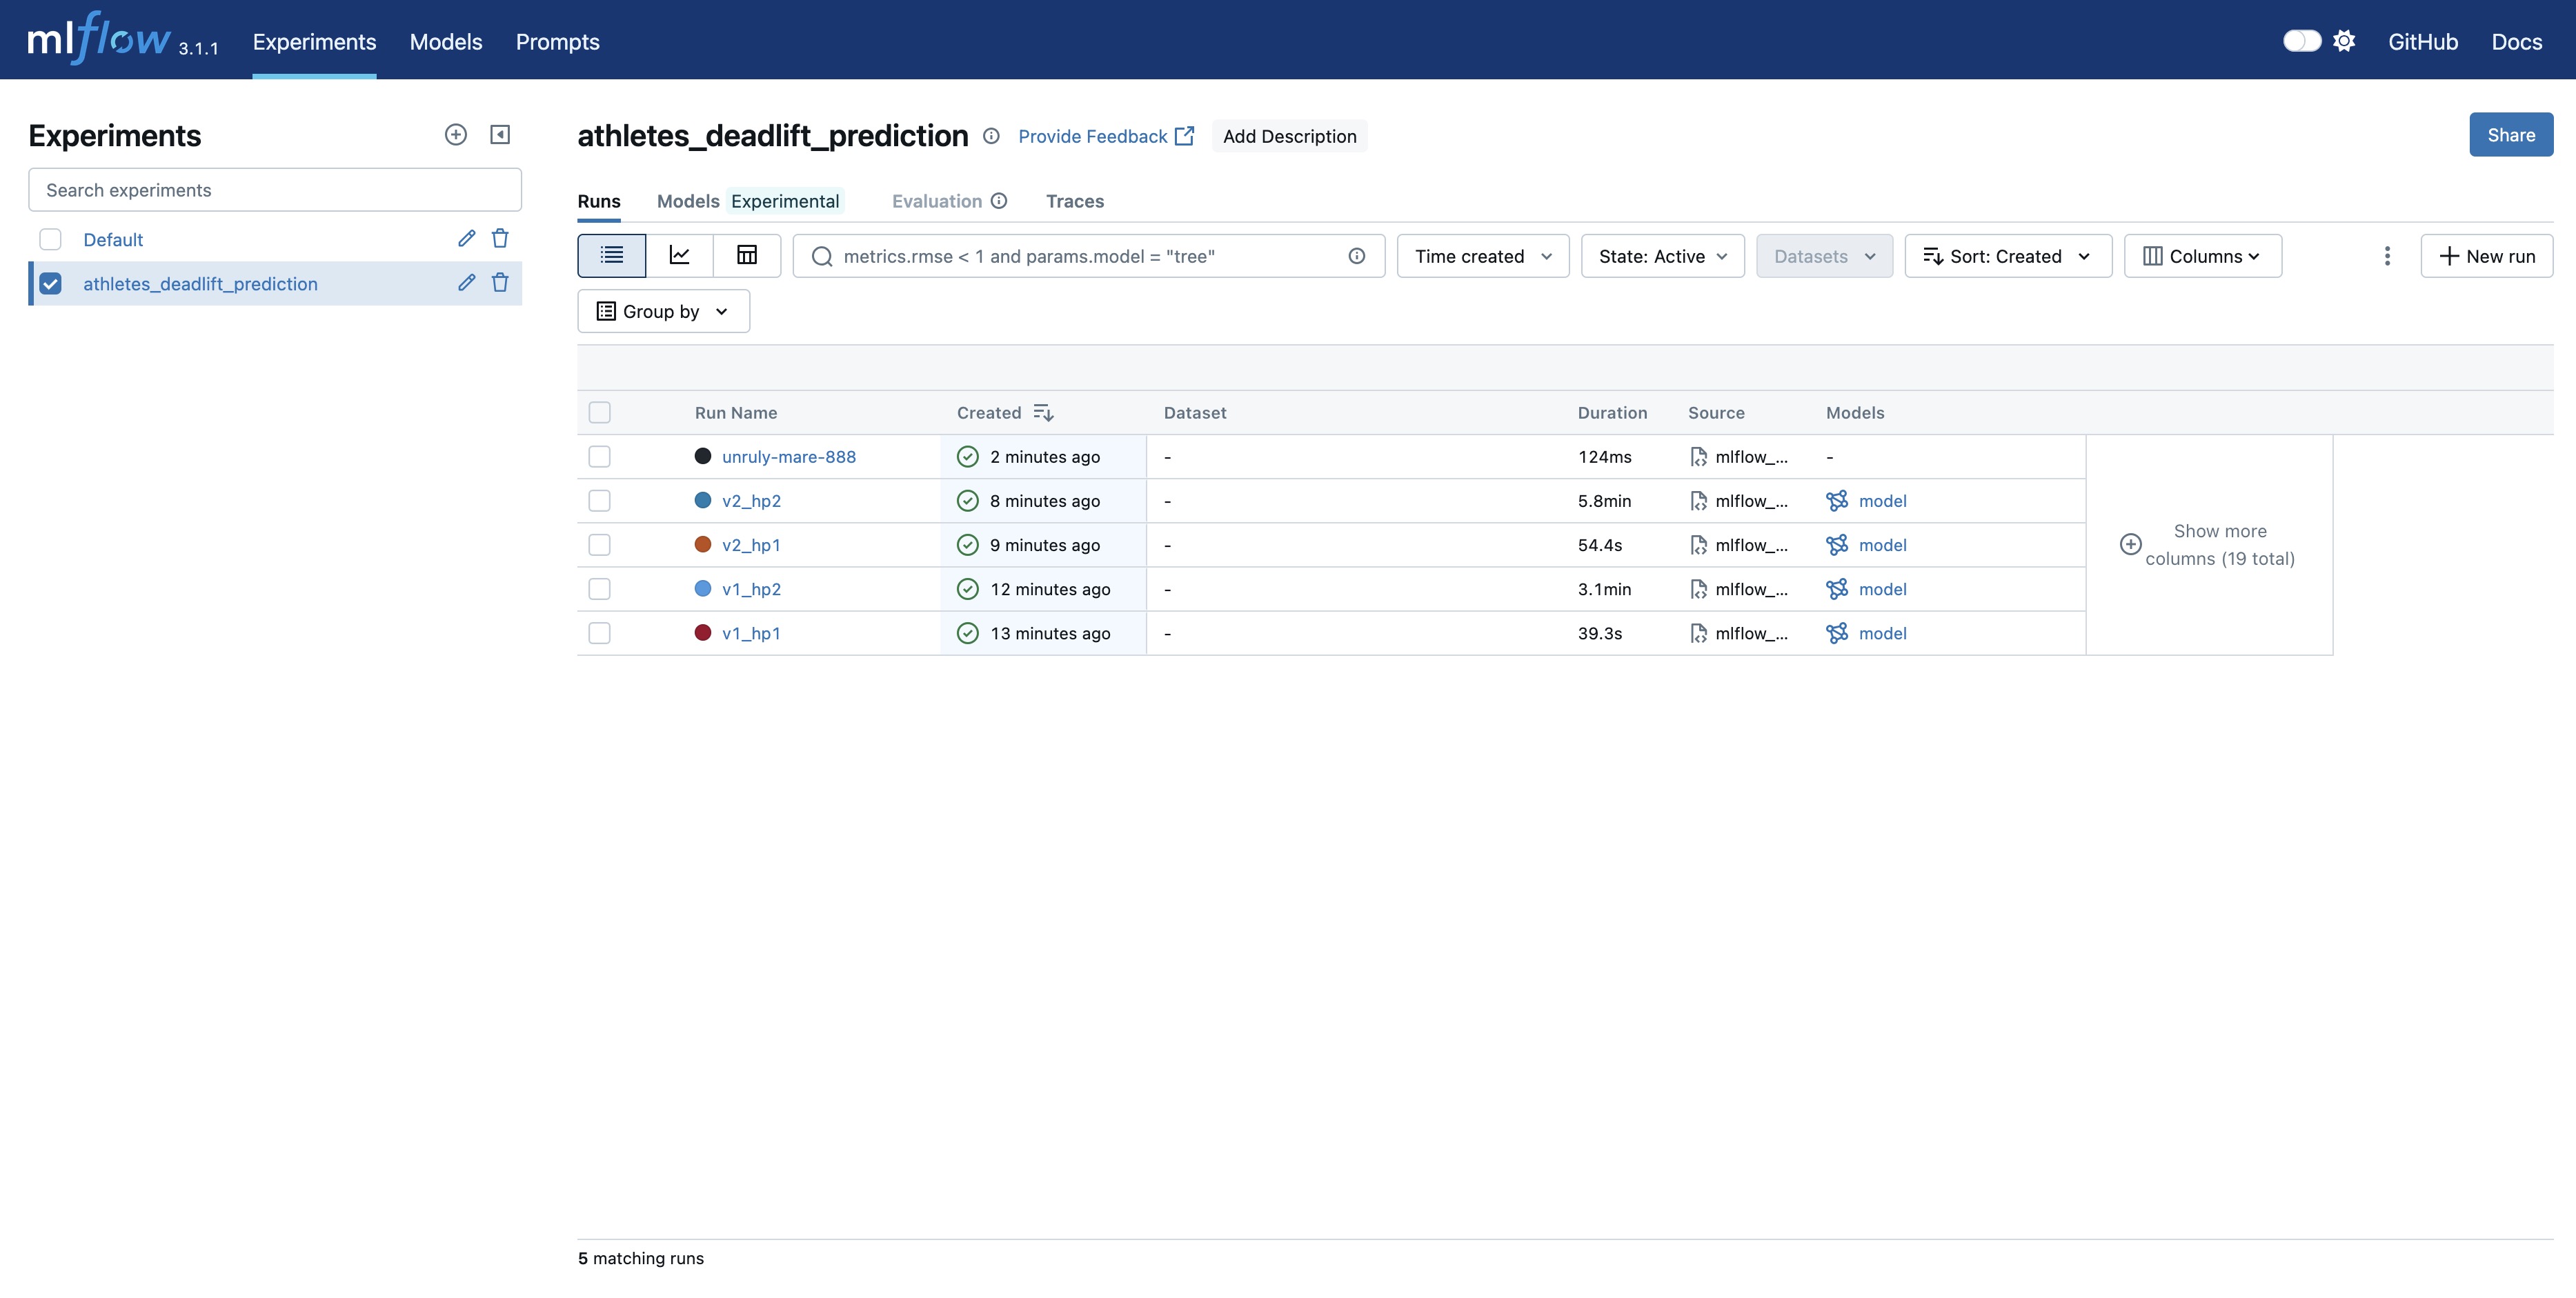 mlflow 3.1.1 Experiments Models Prompts GitHub Docs
Experiments
Search experiments
Default
athletes_deadlift_prediction
athletes_deadlift_prediction Provide Feedback Add Description Share
Runs Models Experimental Evaluation Traces
metrics.rmse < 1 and params.model = "tree" Time created State: Active Datasets Sort: Created Columns New run
Group by
Run Name Created Dataset Duration Source Models
unruly-mare-888 2 minutes ago - 124ms mlflow_... -
v2_hp2 8 minutes ago - 5.8min mlflow_... model
v2_hp1 9 minutes ago - 54.4s mlflow_... model
v1_hp2 12 minutes ago - 3.1min mlflow_... model
v1_hp1 13 minutes ago - 39.3s mlflow_... model
Show more
columns (19 total)
5 matching runs